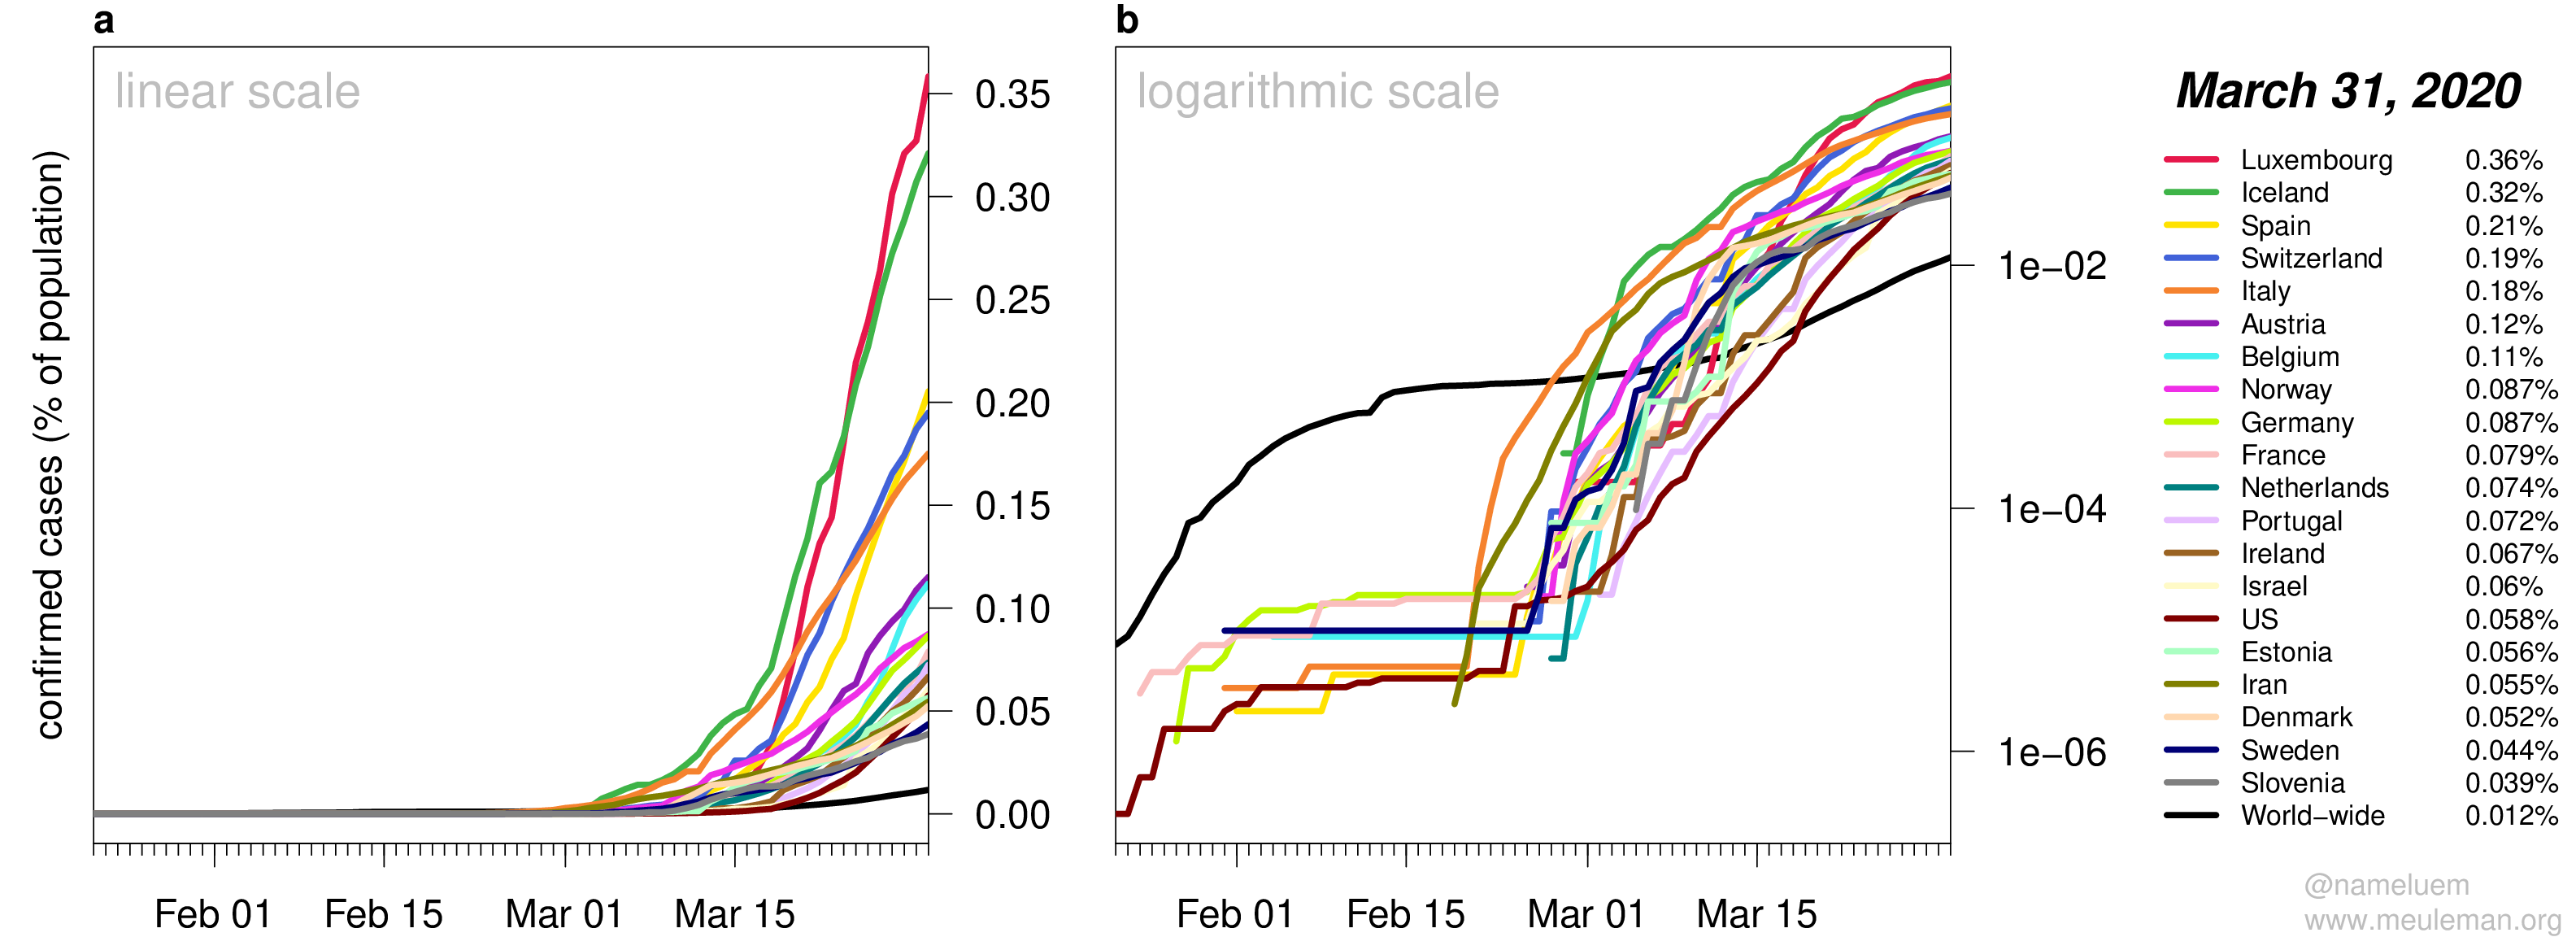 a
linear scale
confirmed cases (% of population)
0.35
0.30
0.25
0.20
0.15
0.10
0.05
0.00
Feb 01 Feb 15 Mar 01 Mar 15
b
logarithmic scale
1e−02
1e−04
1e−06
Feb 01 Feb 15 Mar 01 Mar 15
March 31, 2020
Luxembourg 0.36%
Iceland 0.32%
Spain 0.21%
Switzerland 0.19%
Italy 0.18%
Austria 0.12%
Belgium 0.11%
Norway 0.087%
Germany 0.087%
France 0.079%
Netherlands 0.074%
Portugal 0.072%
Ireland 0.067%
Israel 0.06%
US 0.058%
Estonia 0.056%
Iran 0.055%
Denmark 0.052%
Sweden 0.044%
Slovenia 0.039%
World−wide 0.012%
@nameluem
www.meuleman.org